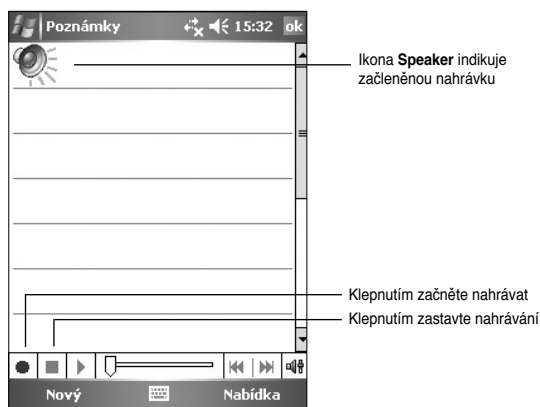 Poznámky 15:32 ok
Ikona Speaker indikuje
začleněnou nahrávku
Klepnutím začněte nahrávat
Klepnutím zastavte nahrávání
Nový Nabídka